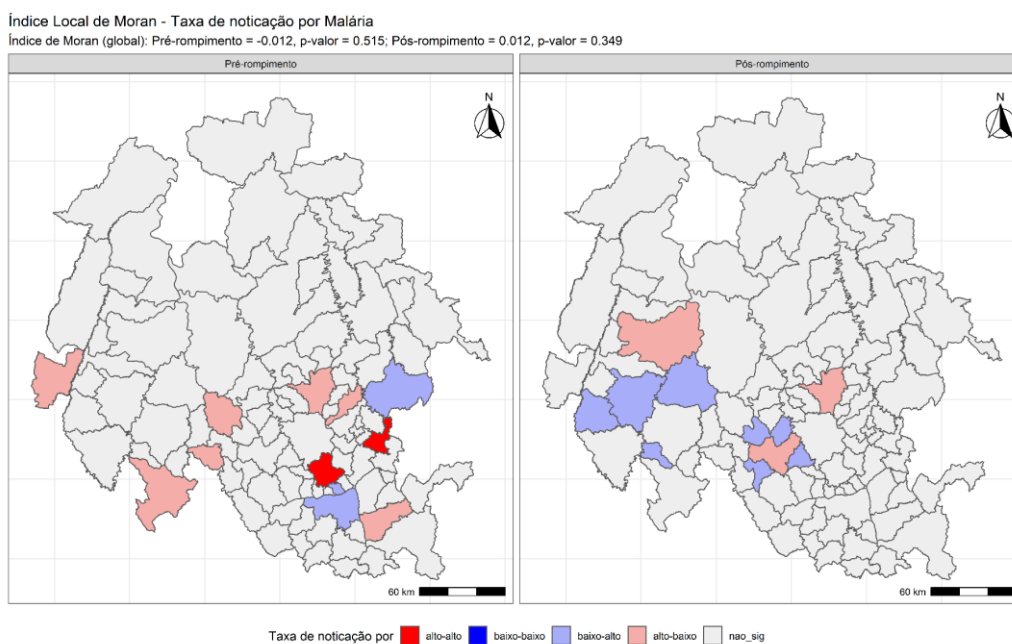 Índice Local de Moran - Taxa de noticação por Malária
Índice de Moran (global): Pré-rompimento = -0.012, p-valor = 0.515; Pós-rompimento = 0.012, p-valor = 0.349
Pré-rompimento
Pós-rompimento
N
N
60 km
60 km
Taxa de noticação por alto-alto baixo-baixo baixo-alto alto-baixo nao_sig